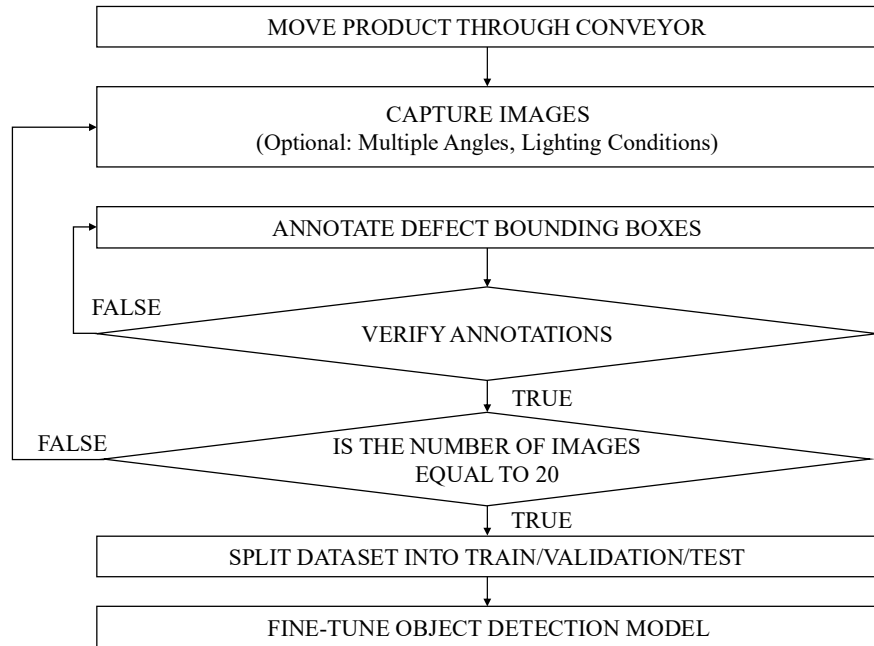 MOVE PRODUCT THROUGH CONVEYOR
CAPTURE IMAGES
(Optional: Multiple Angles, Lighting Conditions)
ANNOTATE DEFECT BOUNDING BOXES
FALSE
VERIFY ANNOTATIONS
TRUE
FALSE
IS THE NUMBER OF IMAGES
EQUAL TO 20
TRUE
SPLIT DATASET INTO TRAIN/VALIDATION/TEST
FINE-TUNE OBJECT DETECTION MODEL